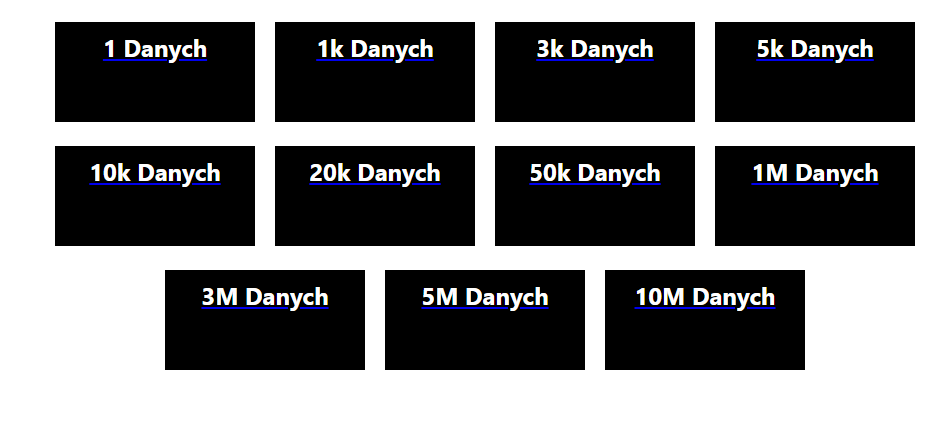 1 Danych
1k Danych
3k Danych
5k Danych
10k Danych
20k Danych
50k Danych
1M Danych
3M Danych
5M Danych
10M Danych